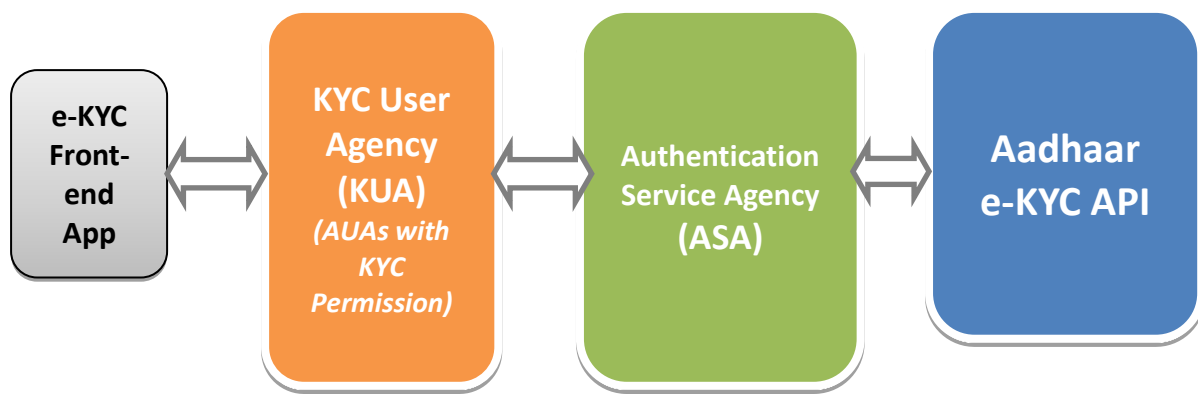 e-KYC
Front-
end
App
KYC User
Agency
(KUA)
(AUAs with
KYC
Permission)
Authentication
Service Agency
(ASA)
Aadhaar
e-KYC API